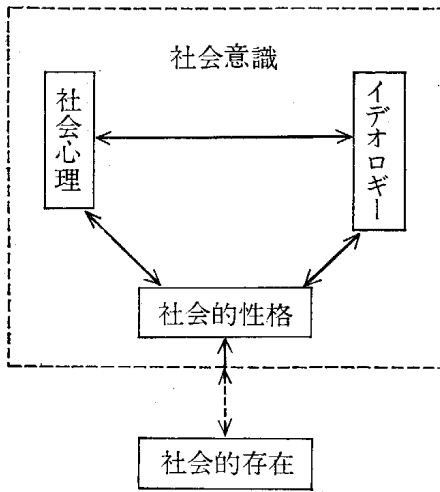 社会意識
社会心理
イデオロギー
社会的性格
社会的存在